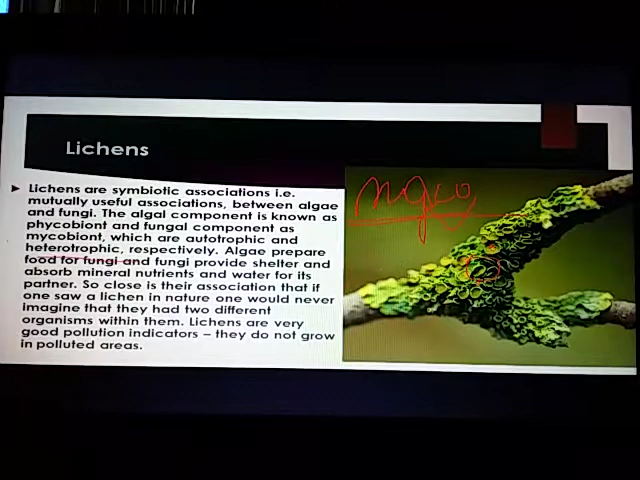 Lichens
Lichens are symbiotic associations i.e.
mutually useful associations, between algae
and fungi. The algal component is known as
phycobiont and fungal component as
mycobiont, which are autotrophic and
heterotrophic, respectively. Algae prepare
food for fungi and fungi provide shelter and
absorb mineral nutrients and water for its
partner. So close is their association that if
one saw a lichen in nature one would never
imagine that they had two different
organisms within them. Lichens are very
good pollution indicators – they do not grow
in polluted areas.